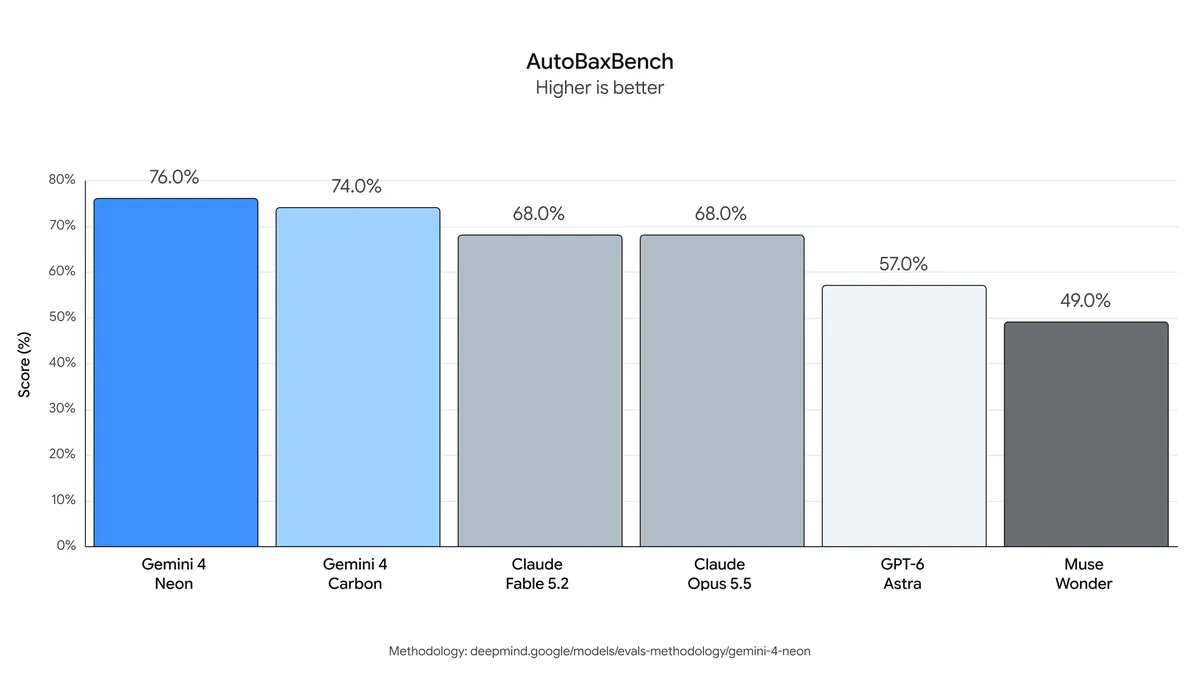 AutoBaxBench
Higher is better
80%
70%
60%
50%
40%
30%
20%
10%
0%
Score (%)
76.0%
74.0%
68.0%
68.0%
57.0%
49.0%
Gemini 4
Neon
Gemini 4
Carbon
Claude
Fable 5.2
Claude
Opus 5.5
GPT-6
Astra
Muse
Wonder
Methodology: deepmind.google/models/evals-methodology/gemini-4-neon